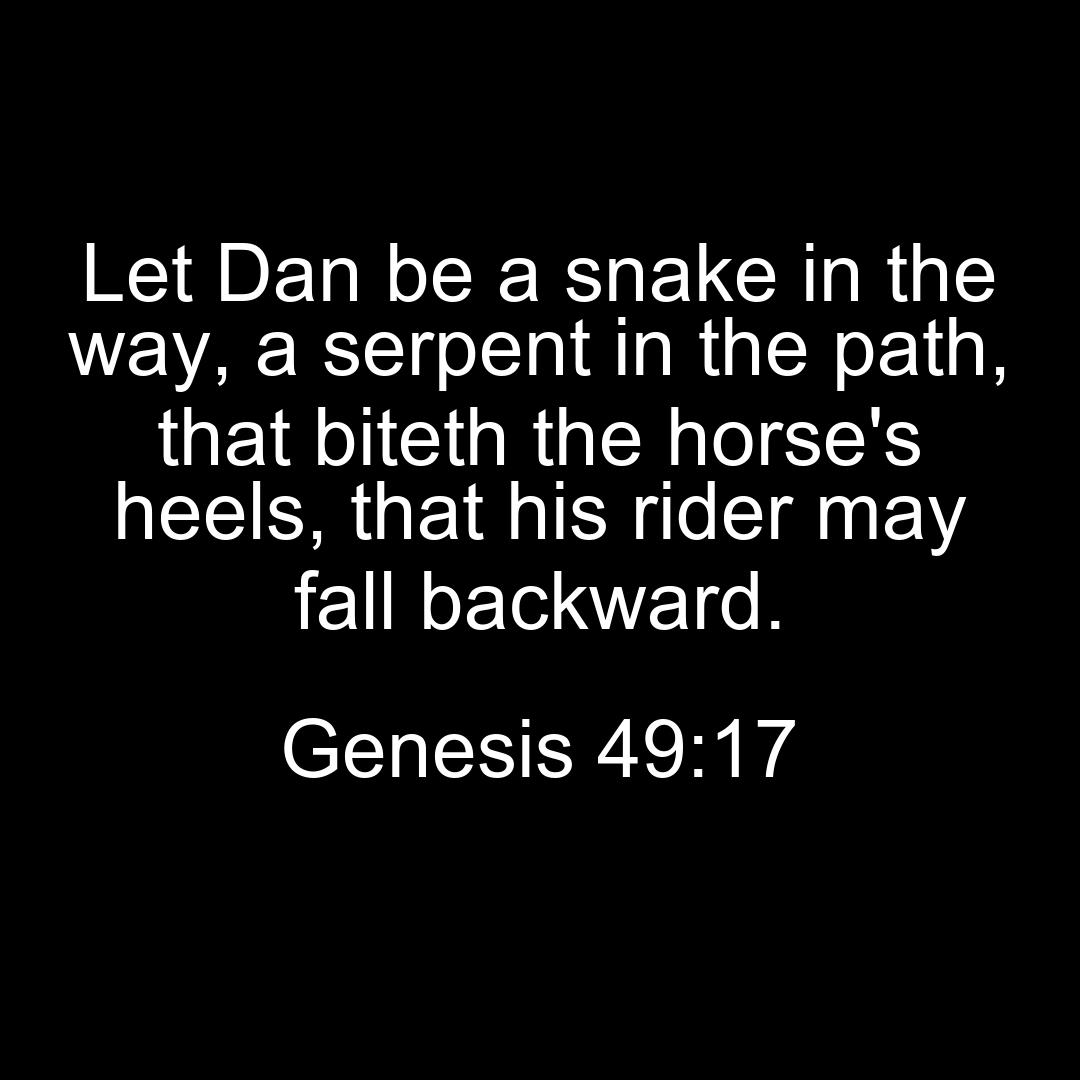 Let Dan be a snake in the
way, a serpent in the path,
that biteth the horse's
heels, that his rider may
fall backward.
Genesis 49:17